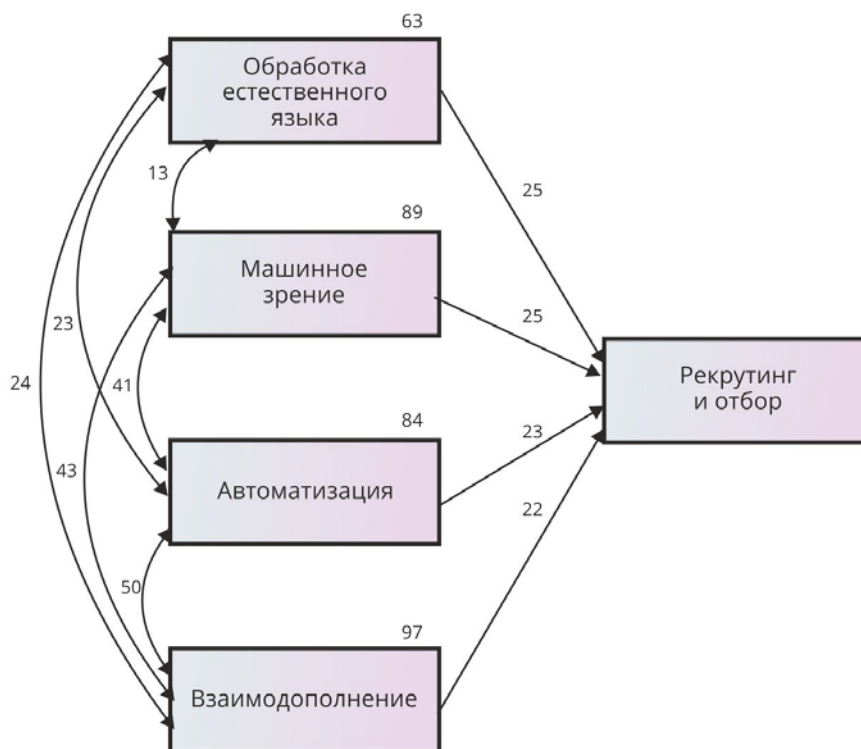 63
Обработка
естественного
языка
13
25
89
Машинное
зрение
23
25
24
41
Рекрутинг
и отбор
84
23
43
Автоматизация
22
50
97
Взаимодополнение